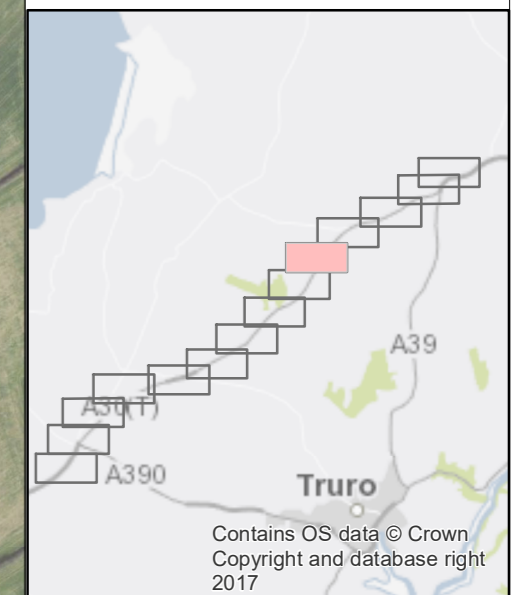 A39
A30(T)
A390
Truro
Contains OS data © Crown
Copyright and database right
2017